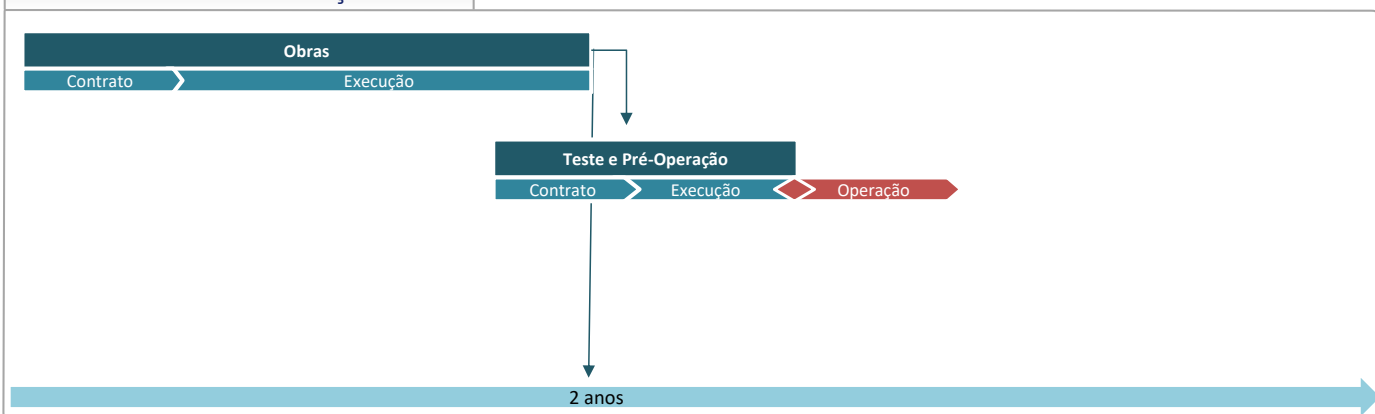 Obras
Contrato Execução
Teste e Pré-Operação
Contrato Execução Operação
2 anos